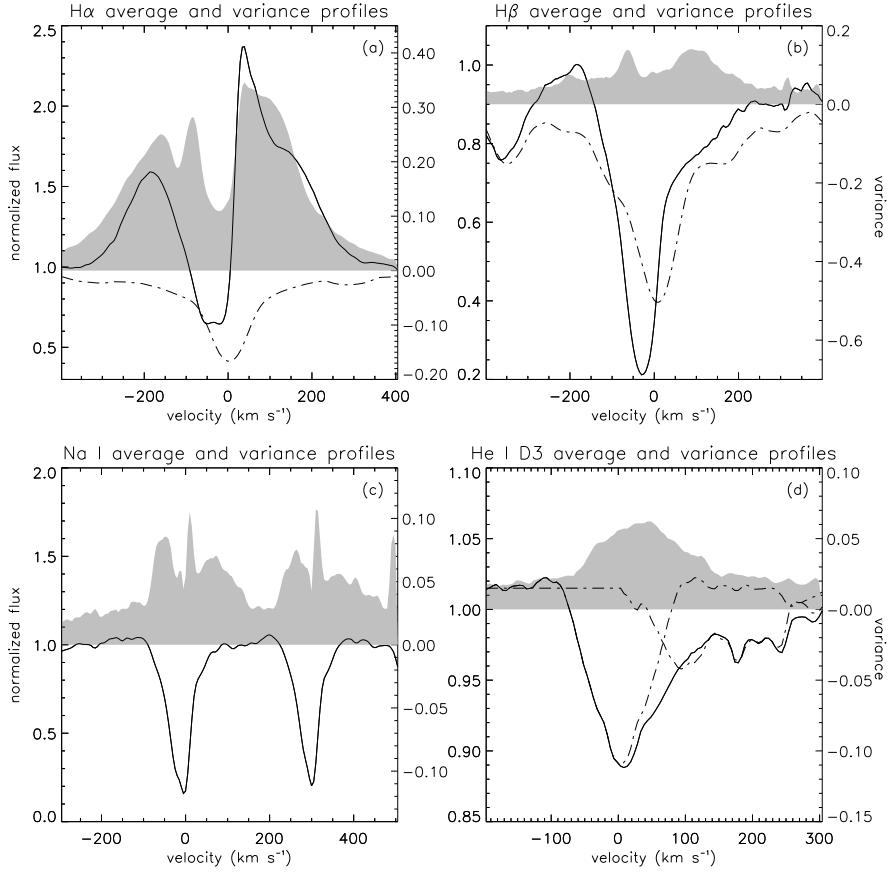 Hα average and variance profiles
(a)
2.5
2.0
1.5
1.0
0.5
normalized flux
0.40
0.30
0.20
0.10
0.00
−0.10
−0.20
−200 0 200 400
velocity (km s⁻¹)
Hβ average and variance profiles
(b)
1.0
0.8
0.6
0.4
0.2
0.2
0.0
−0.2
−0.4
−0.6
variance
−200 0 200
velocity (km s⁻¹)
Na I average and variance profiles
(c)
2.0
1.5
1.0
0.5
0.0
normalized flux
0.10
0.05
0.00
−0.05
−0.10
−200 0 200 400
velocity (km s⁻¹)
He I D3 average and variance profiles
(d)
1.10
1.05
1.00
0.95
0.90
0.85
0.10
0.05
−0.00
−0.05
−0.10
−0.15
variance
−100 0 100 200 300
velocity (km s⁻¹)